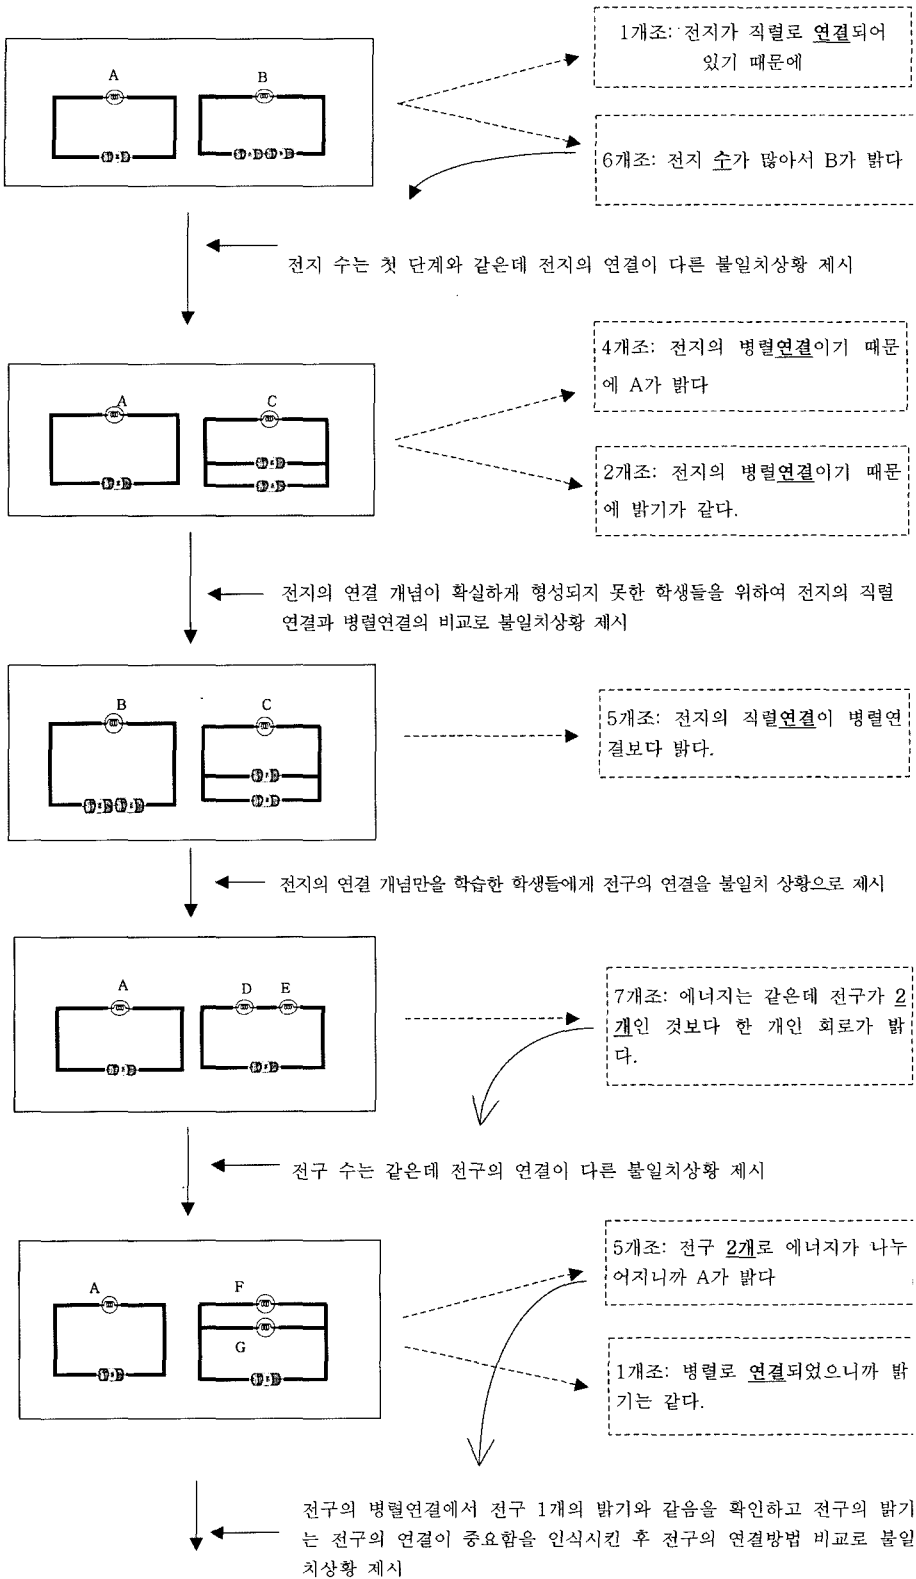 1개조: 전지가 직렬로 연결되어
있기 때문에
A
B
6개조: 전지 수가 많아서 B가 밝다
전지 수는 첫 단계와 같은데 전지의 연결이 다른 불일치상황 제시
4개조: 전지의 병렬연결이기 때문
에 A가 밝다
A
C
2개조: 전지의 병렬연결이기 때문
에 밝기가 같다.
전지의 연결 개념이 확실하게 형성되지 못한 학생들을 위하여 전지의 직렬
연결과 병렬연결의 비교로 불일치상황 제시
B
C
5개조: 전지의 직렬연결이 병렬연
결보다 밝다.
전지의 연결 개념만을 학습한 학생들에게 전구의 연결을 불일치 상황으로 제시
A
D
E
7개조: 에너지는 같은데 전구가 2
개인 것보다 한 개인 회로가 밝
다.
전구 수는 같은데 전구의 연결이 다른 불일치상황 제시
5개조: 전구 2개로 에너지가 나누
어지니까 A가 밝다
A
F
G
1개조: 병렬로 연결되었으니까 밝
기는 같다.
전구의 병렬연결에서 전구 1개의 밝기와 같음을 확인하고 전구의 밝기
는 전구의 연결이 중요함을 인식시킨 후 전구의 연결방법 비교로 불일
치상황 제시